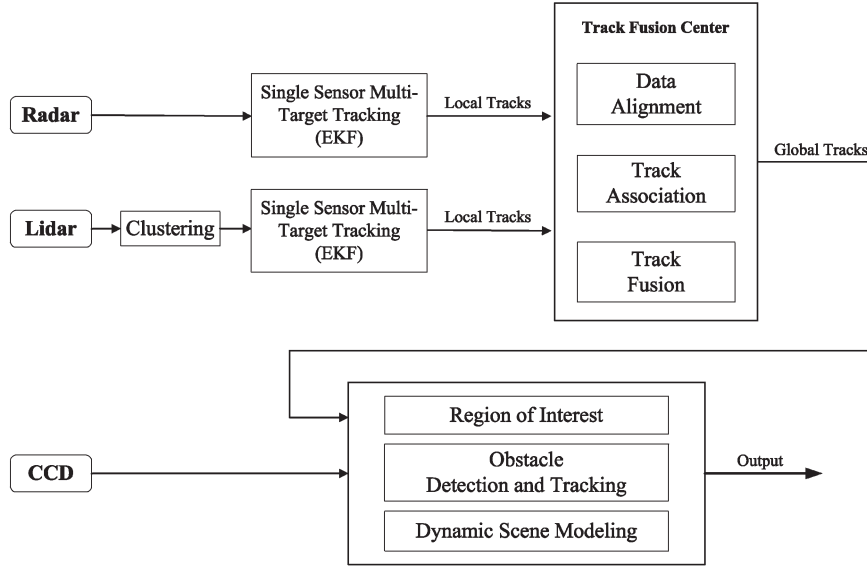 Track Fusion Center
Radar
Single Sensor Multi-
Target Tracking
(EKF)
Local Tracks
Data
Alignment
Global Tracks
Track
Association
Lidar
Clustering
Single Sensor Multi-
Target Tracking
(EKF)
Local Tracks
Track
Fusion
CCD
Region of Interest
Obstacle
Detection and Tracking
Dynamic Scene Modeling
Output